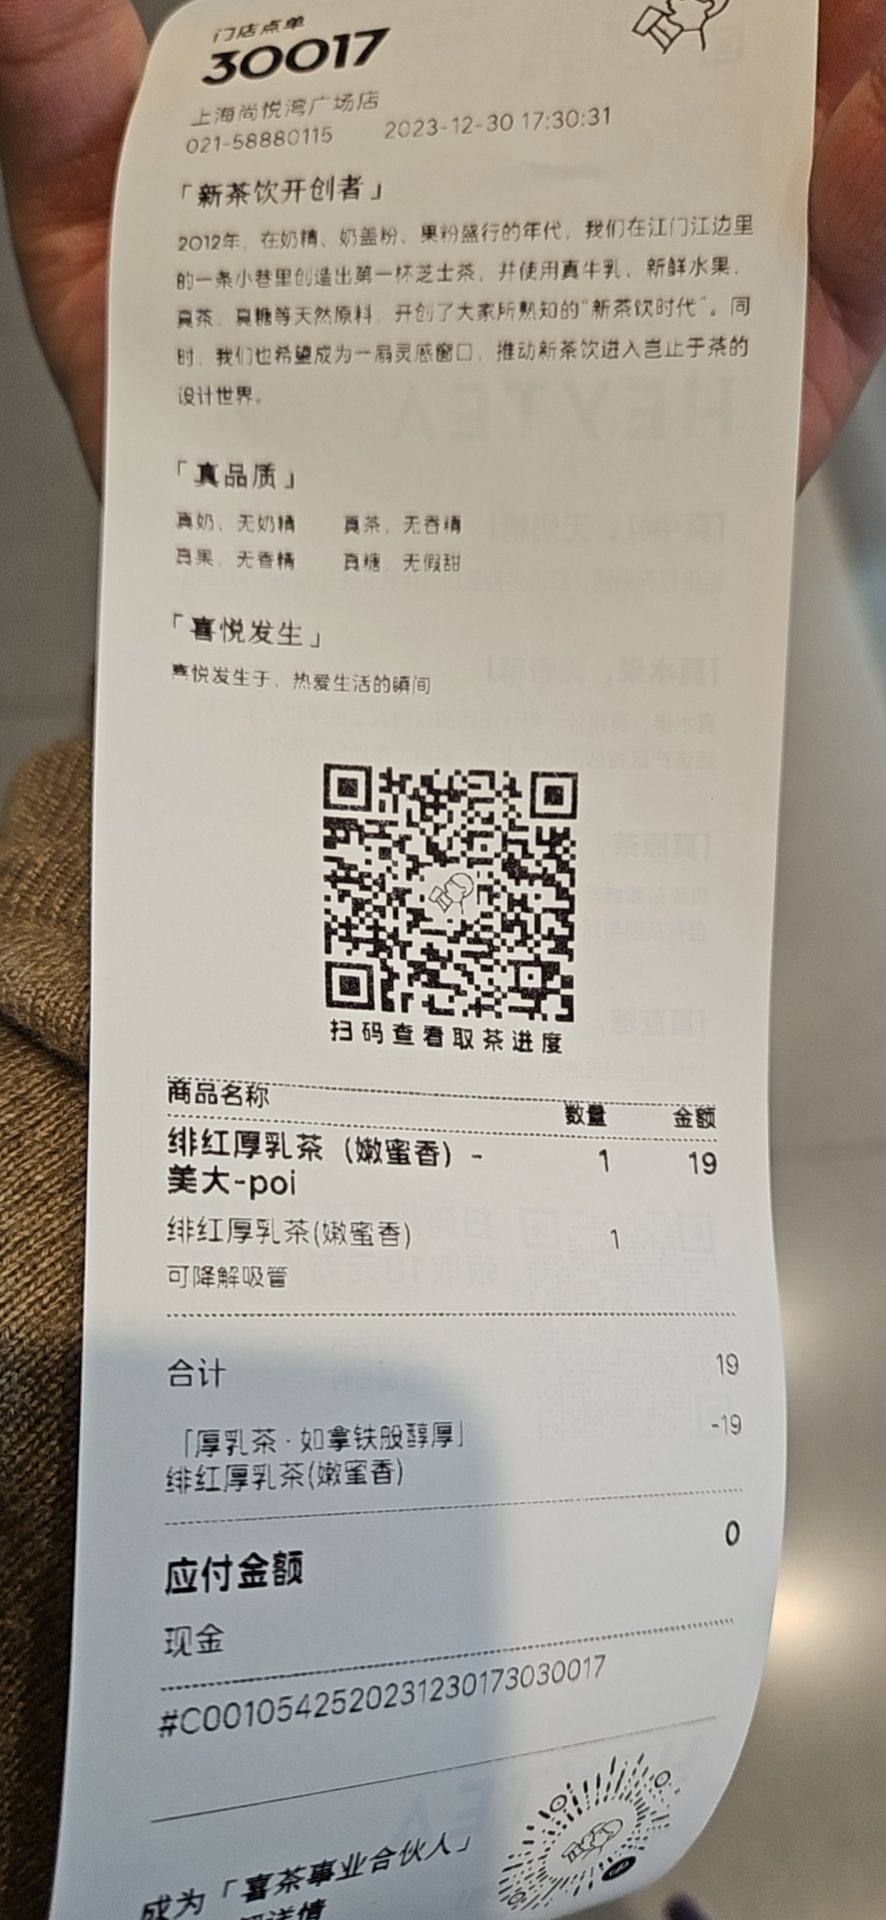 门店点单
30017
上海尚悦湾广场店
021-58880115 2023-12-30 17:30:31
「新茶饮开创者」
2012年，在奶精、奶盖粉、果粉盛行的年代，我们在江门江边里
的一条小巷里创造出第一杯芝士茶，并使用真牛乳、新鲜水果、
真茶、真糖等天然原料，开创了大家所熟知的“新茶饮时代”。同
时，我们也希望成为一扇灵感窗口，推动新茶饮进入岂止于茶的
设计世界。
「真品质」
真奶，无奶精 真茶，无香精
真果，无香精 真糖，无假甜
「喜悦发生」
喜悦发生于、热爱生活的瞬间
扫码查看取茶进度
商品名称 数量 金额
绯红厚乳茶（嫩蜜香）- 1 19
美大-poi
绯红厚乳茶(嫩蜜香) 1
可降解吸管
合计 19
「厚乳茶·如拿铁般醇厚」 -19
绯红厚乳茶(嫩蜜香)
应付金额 0
现金
#C00105425202312301730300​17
成为「喜茶事业合伙人」
详情